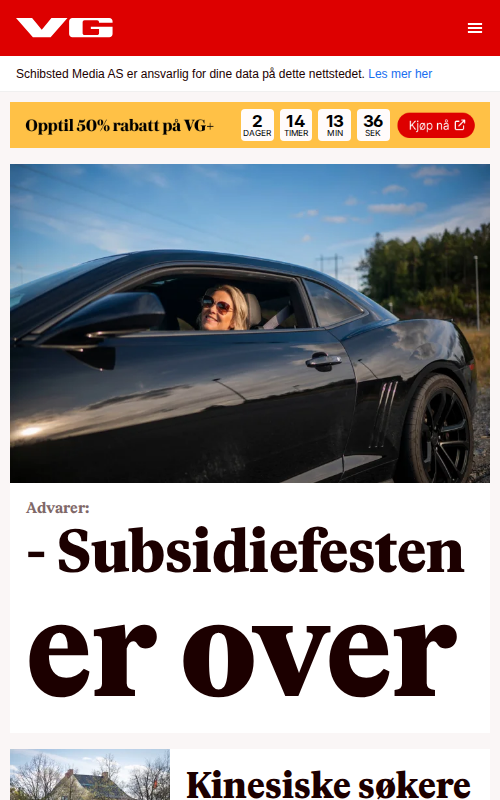 VG
Schibsted Media AS er ansvarlig for dine data på dette nettstedet. Les mer her
Opptil 50% rabatt på VG+
2 14 13 36
DAGER TIMER MIN SEK
Kjøp nå
Advarer:
- Subsidiefesten
er over
Kinesiske søkere